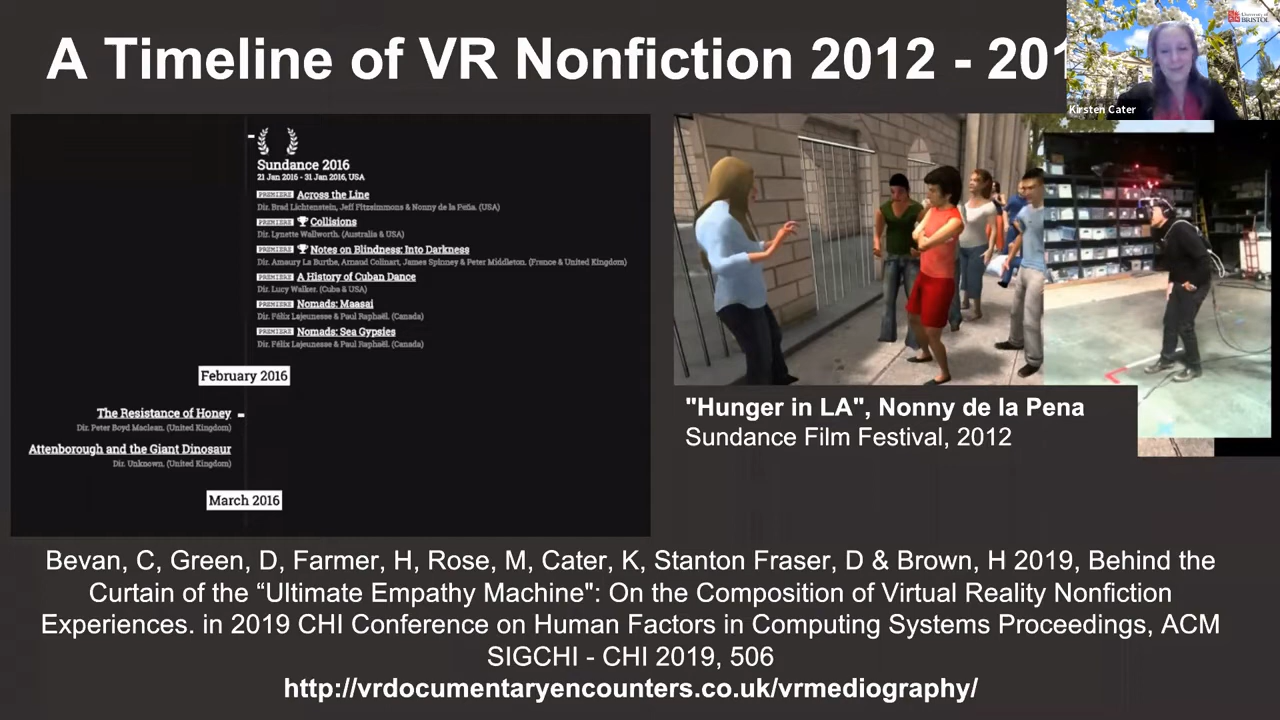 A Timeline of VR Nonfiction 2012 - 201
University of
BRISTOL
Kirsten Cater
Sundance 2016
21 Jan 2016 - 31 Jan 2016, USA
PREMIERE Across the Line
Dir. Brad Lichtenstein, Jeff Fitzsimmons & Nonny de la Peña. (USA)
PREMIERE Collisions
Dir. Lynette Wallworth. (Australia & USA)
PREMIERE Notes on Blindness: Into Darkness
Dir. Amaury La Burthe, Arnaud Colinart, James Spinney & Peter Middleton. (France & United Kingdom)
PREMIERE A History of Cuban Dance
Dir. Lucy Walker. (Cuba & USA)
PREMIERE Nomads: Maasai
Dir. Félix Lajeunesse & Paul Raphaël. (Canada)
PREMIERE Nomads: Sea Gypsies
Dir. Félix Lajeunesse & Paul Raphaël. (Canada)
February 2016
The Resistance of Honey
Dir. Peter Boyd Maclean. (United Kingdom)
Attenborough and the Giant Dinosaur
Dir. Unknown. (United Kingdom)
March 2016
"Hunger in LA", Nonny de la Pena
Sundance Film Festival, 2012
Bevan, C, Green, D, Farmer, H, Rose, M, Cater, K, Stanton Fraser, D & Brown, H 2019, Behind the
Curtain of the “Ultimate Empathy Machine": On the Composition of Virtual Reality Nonfiction
Experiences. in 2019 CHI Conference on Human Factors in Computing Systems Proceedings, ACM
SIGCHI - CHI 2019, 506
http://vrdocumentaryencounters.co.uk/vrmediography/